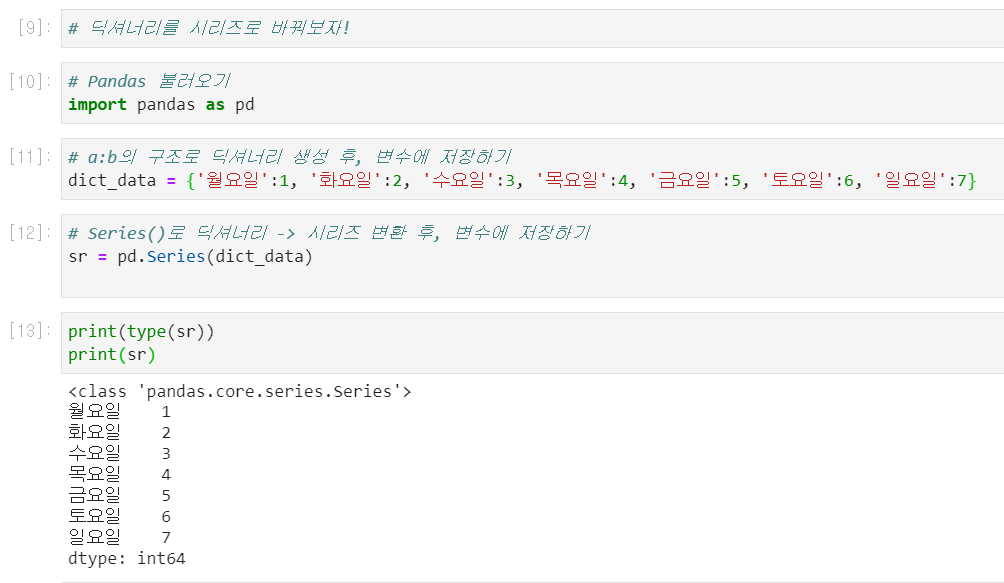 [9]: # 딕셔너리를 시리즈로 바꿔보자!
[10]: # Pandas 불러오기
import pandas as pd
[11]: # a:b의 구조로 딕셔너리 생성 후, 변수에 저장하기
dict_data = {'월요일':1, '화요일':2, '수요일':3, '목요일':4, '금요일':5, '토요일':6, '일요일':7}
[12]: # Series()로 딕셔너리 -> 시리즈 변환 후, 변수에 저장하기
sr = pd.Series(dict_data)
[13]: print(type(sr))
print(sr)
<class 'pandas.core.series.Series'>
월요일    1
화요일    2
수요일    3
목요일    4
금요일    5
토요일    6
일요일    7
dtype: int64